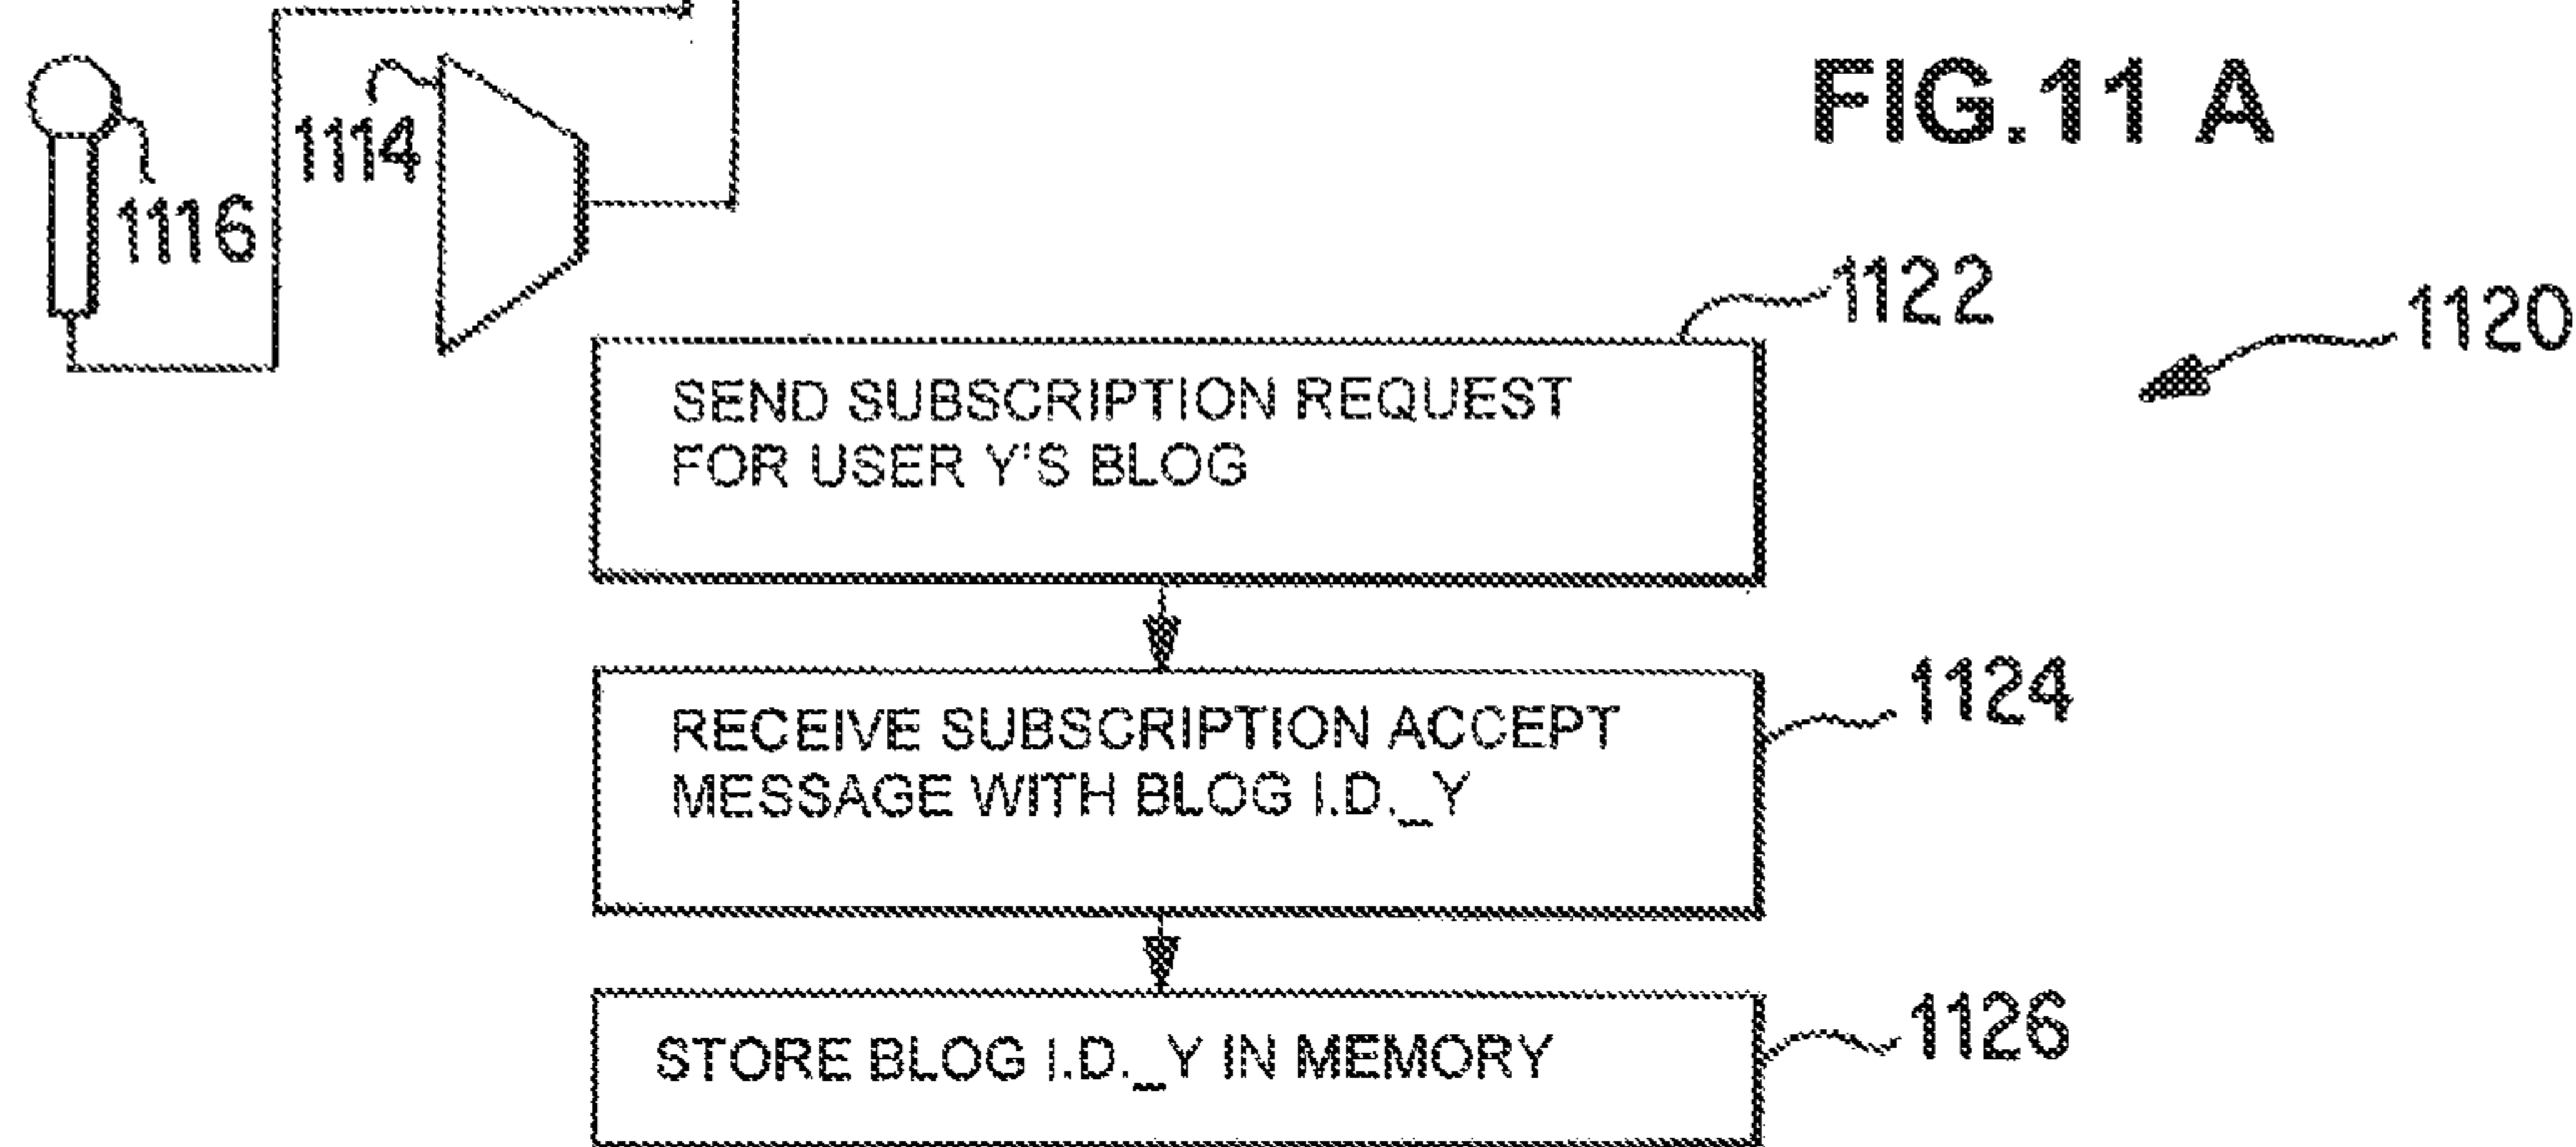 FIG.11 A
1114
1116
1122
1120
SEND SUBSCRIPTION REQUEST
FOR USER Y'S BLOG
1124
RECEIVE SUBSCRIPTION ACCEPT
MESSAGE WITH BLOG I.D._Y
1126
STORE BLOG I.D._Y IN MEMORY